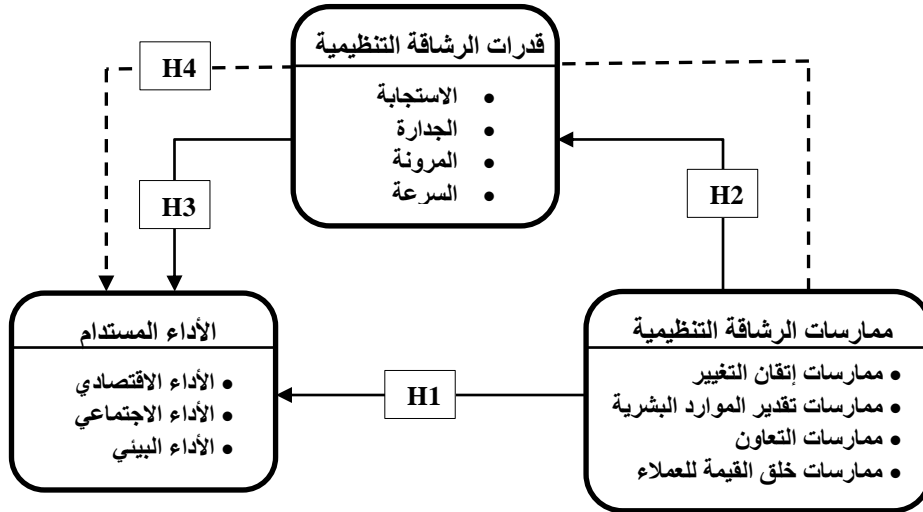 قدرات الرشاقة التنظيمية
• الاستجابة
• الجدارة
• المرونة
• السرعة
H4
H3
H2
ممارسات الرشاقة التنظيمية
• ممارسات إتقان التغيير
• ممارسات تقدير الموارد البشرية
• ممارسات التعاون
• ممارسات خلق القيمة للعملاء
H1
الأداء المستدام
• الأداء الاقتصادي
• الأداء الاجتماعي
• الأداء البيئي